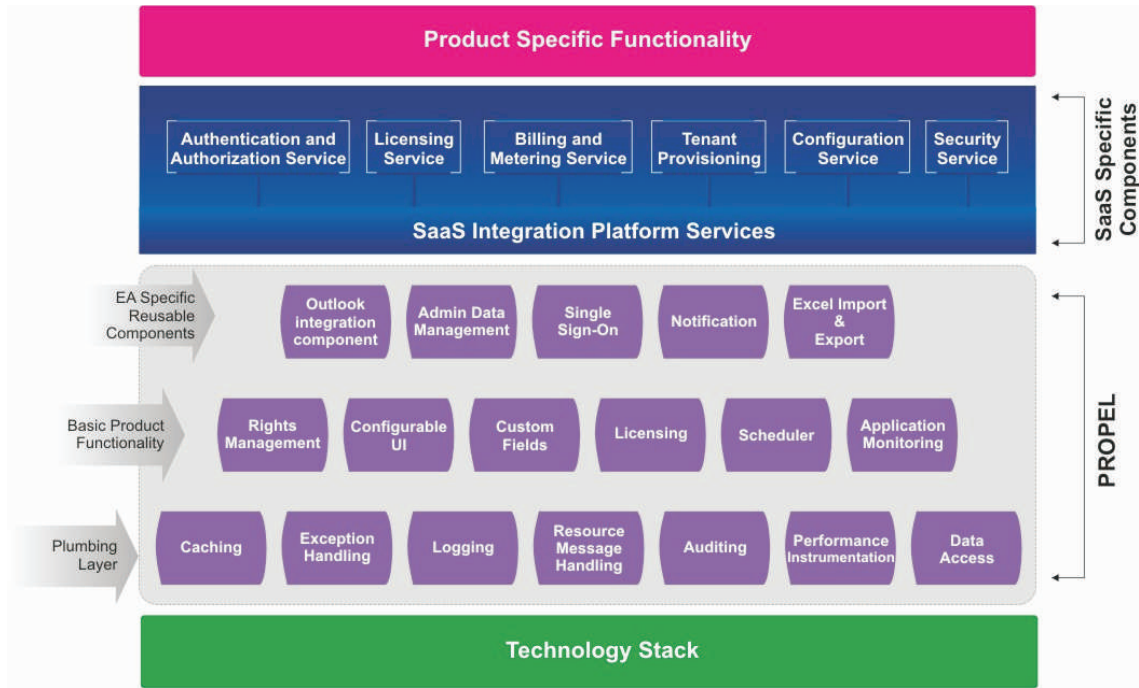 Product Specific Functionality
Authentication and
Authorization Service
Licensing
Service
Billing and
Metering Service
Tenant
Provisioning
Configuration
Service
Security
Service
SaaS Integration Platform Services
SaaS Specific
Components
EA Specific
Reusable
Components
Outlook
integration
component
Admin Data
Management
Single
Sign-On
Notification
Excel Import
&
Export
Basic Product
Functionality
Rights
Management
Configurable
UI
Custom
Fields
Licensing
Scheduler
Application
Monitoring
PROPEL
Plumbing
Layer
Caching
Exception
Handling
Logging
Resource
Message
Handling
Auditing
Performance
Instrumentation
Data
Access
Technology Stack